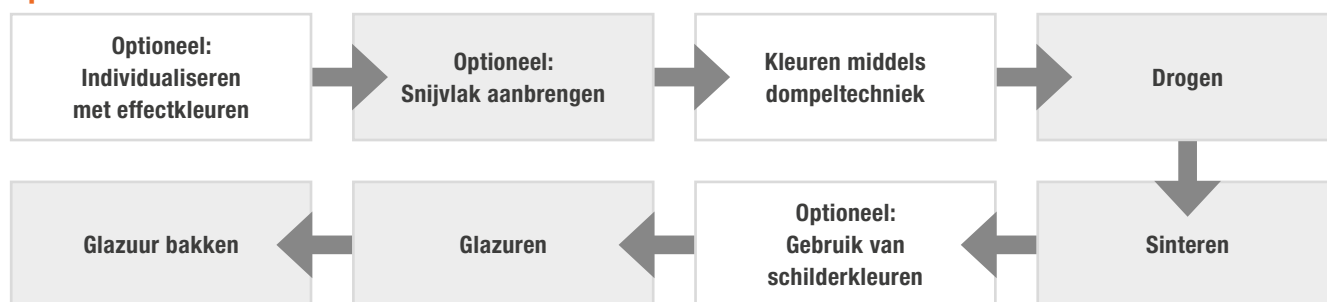 Optioneel:
Individualiseren
met effectkleuren
Optioneel:
Snijvlak aanbrengen
Kleuren middels
dompeltechniek
Drogen
Sinteren
Optioneel:
Gebruik van
schilderkleuren
Glazuren
Glazuur bakken